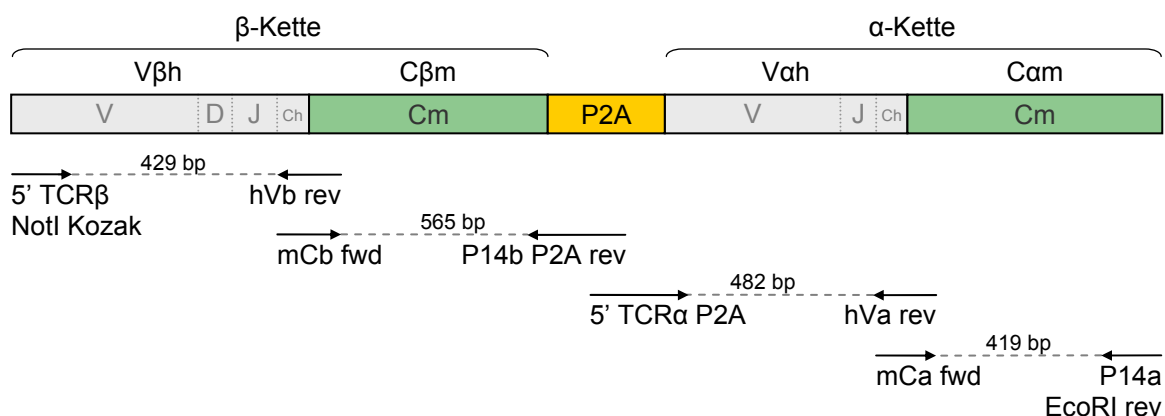 β-Kette α-Kette
Vβh Cβm Vαh Cαm
V D J Ch Cm P2A V J Ch Cm
429 bp
5' TCRβ hVb rev
NotI Kozak
565 bp
mCb fwd P14b P2A rev
482 bp
5' TCRα P2A hVa rev
419 bp
mCa fwd P14a
EcoRI rev